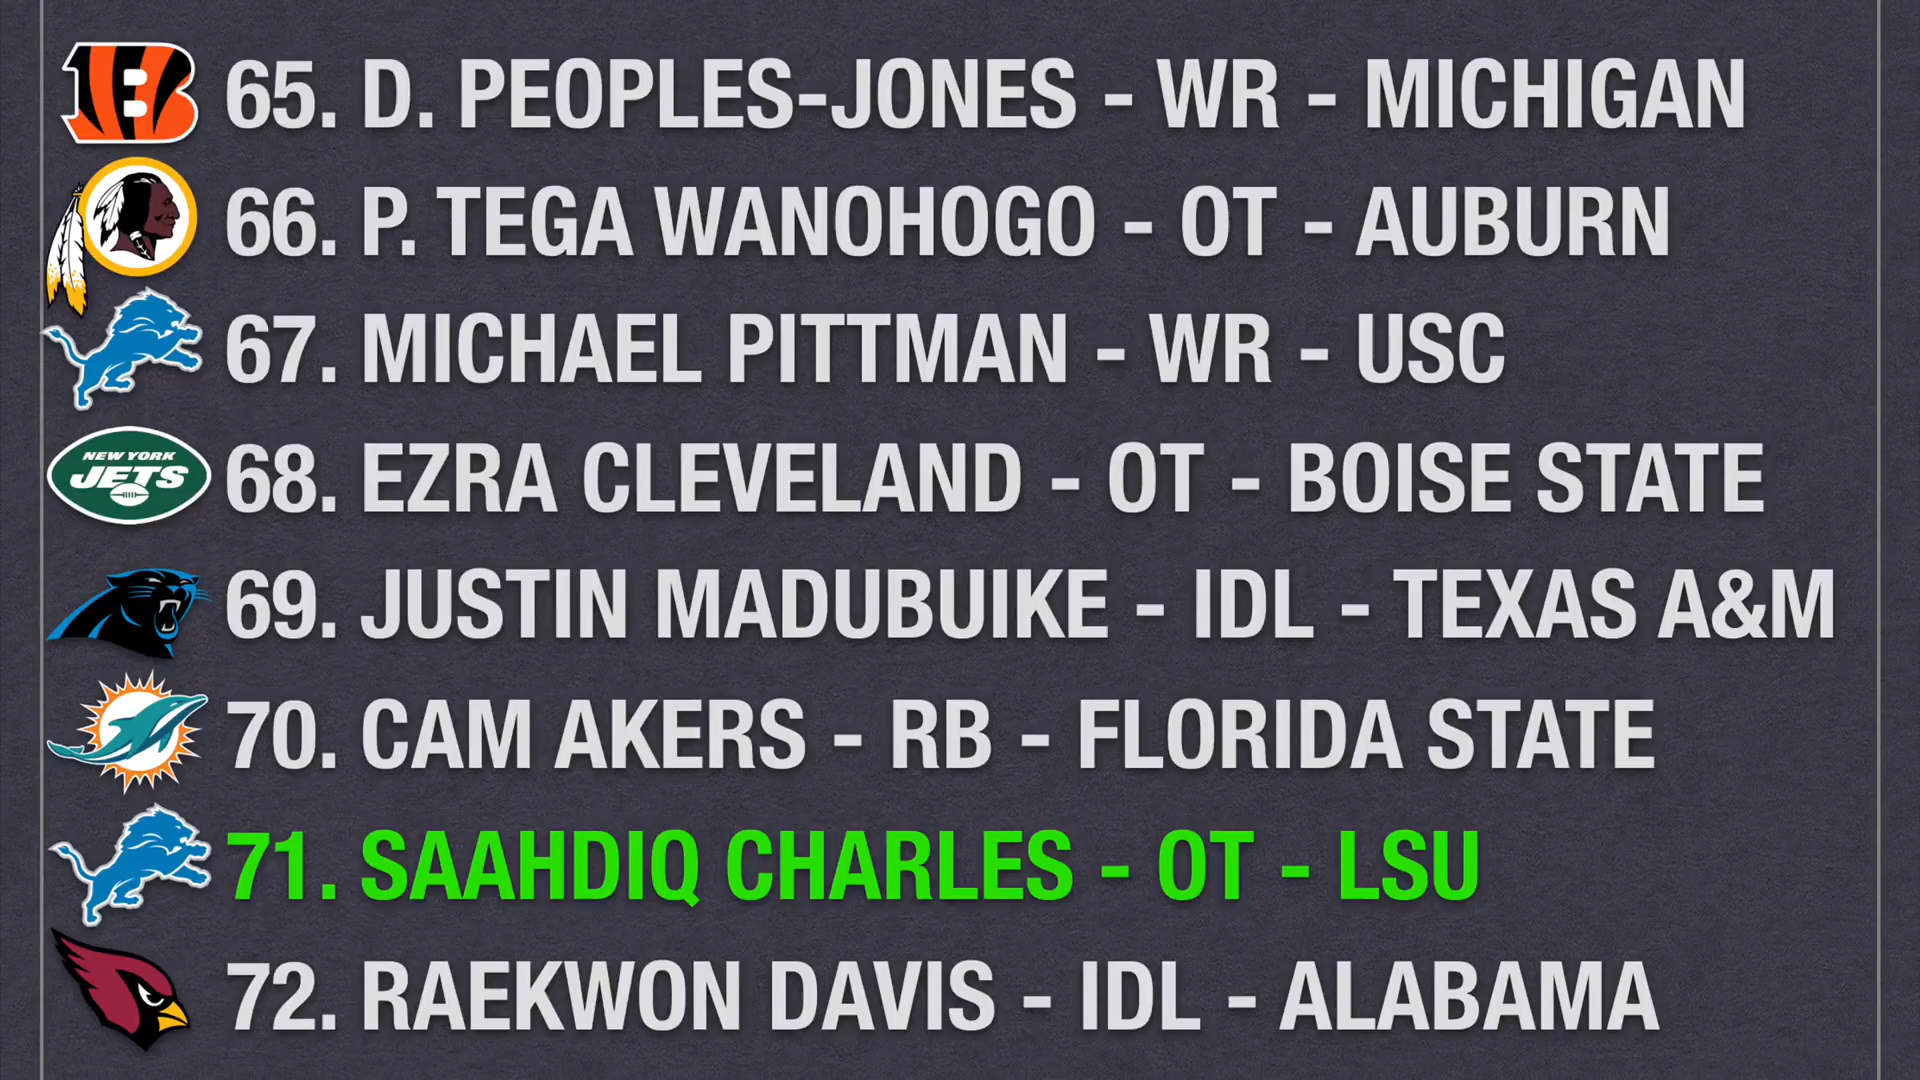 65. D. PEOPLES-JONES - WR - MICHIGAN
66. P. TEGA WANOHOGO - OT - AUBURN
67. MICHAEL PITTMAN - WR - USC
NEW YORK
JETS
68. EZRA CLEVELAND - OT - BOISE STATE
69. JUSTIN MADUBUIKE - IDL - TEXAS A&M
70. CAM AKERS - RB - FLORIDA STATE
71. SAAHDIQ CHARLES - OT - LSU
72. RAEKWON DAVIS - IDL - ALABAMA